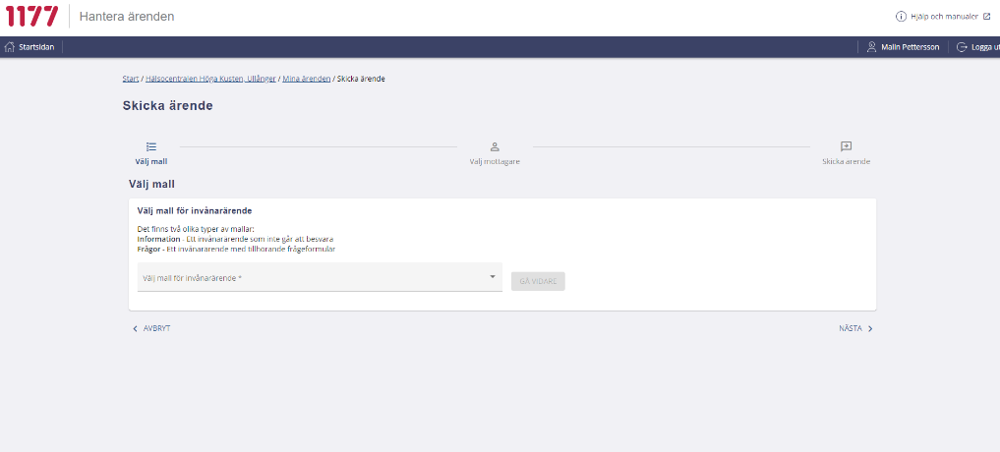 1177 Hantera ärenden Hjälp och manualer
Startsidan Malin Pettersson Logga ut
Start / Hälsocentralen Höga Kusten, Ullånger / Mina ärenden / Skicka ärende
Skicka ärende
Välj mall Välj mottagare Skicka ärende
Välj mall
Välj mall för invånarärende
Det finns två olika typer av mallar:
Information - Ett invånarärende som inte går att besvara
Frågor - Ett invånarärende med tillhörande frågeformulär
Välj mall för invånarärende * GÅ VIDARE
AVBRYT NÄSTA